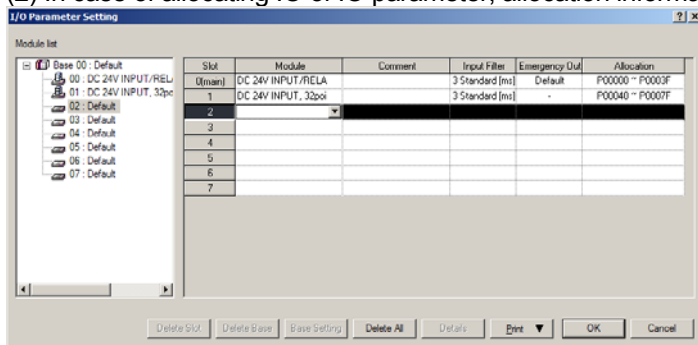 (2) In case of allocating IO of IO parameter, allocation informa
I/O Parameter Setting
Module list
Base 00 : Default
00 : DC 24V INPUT/REL
01 : DC 24V INPUT, 32po
02 : Default
03 : Default
04 : Default
05 : Default
06 : Default
07 : Default
Slot Module Comment Input Filter Emergency Out Allocation
0(main) DC 24V INPUT/RELA 3 Standard [ms] Default P00000 ~ P0003F
1 DC 24V INPUT, 32poi 3 Standard [ms] - P00040 ~ P0007F
2
3
4
5
6
7
Delete Slot Delete Base Base Setting Delete All Details Print OK Cancel